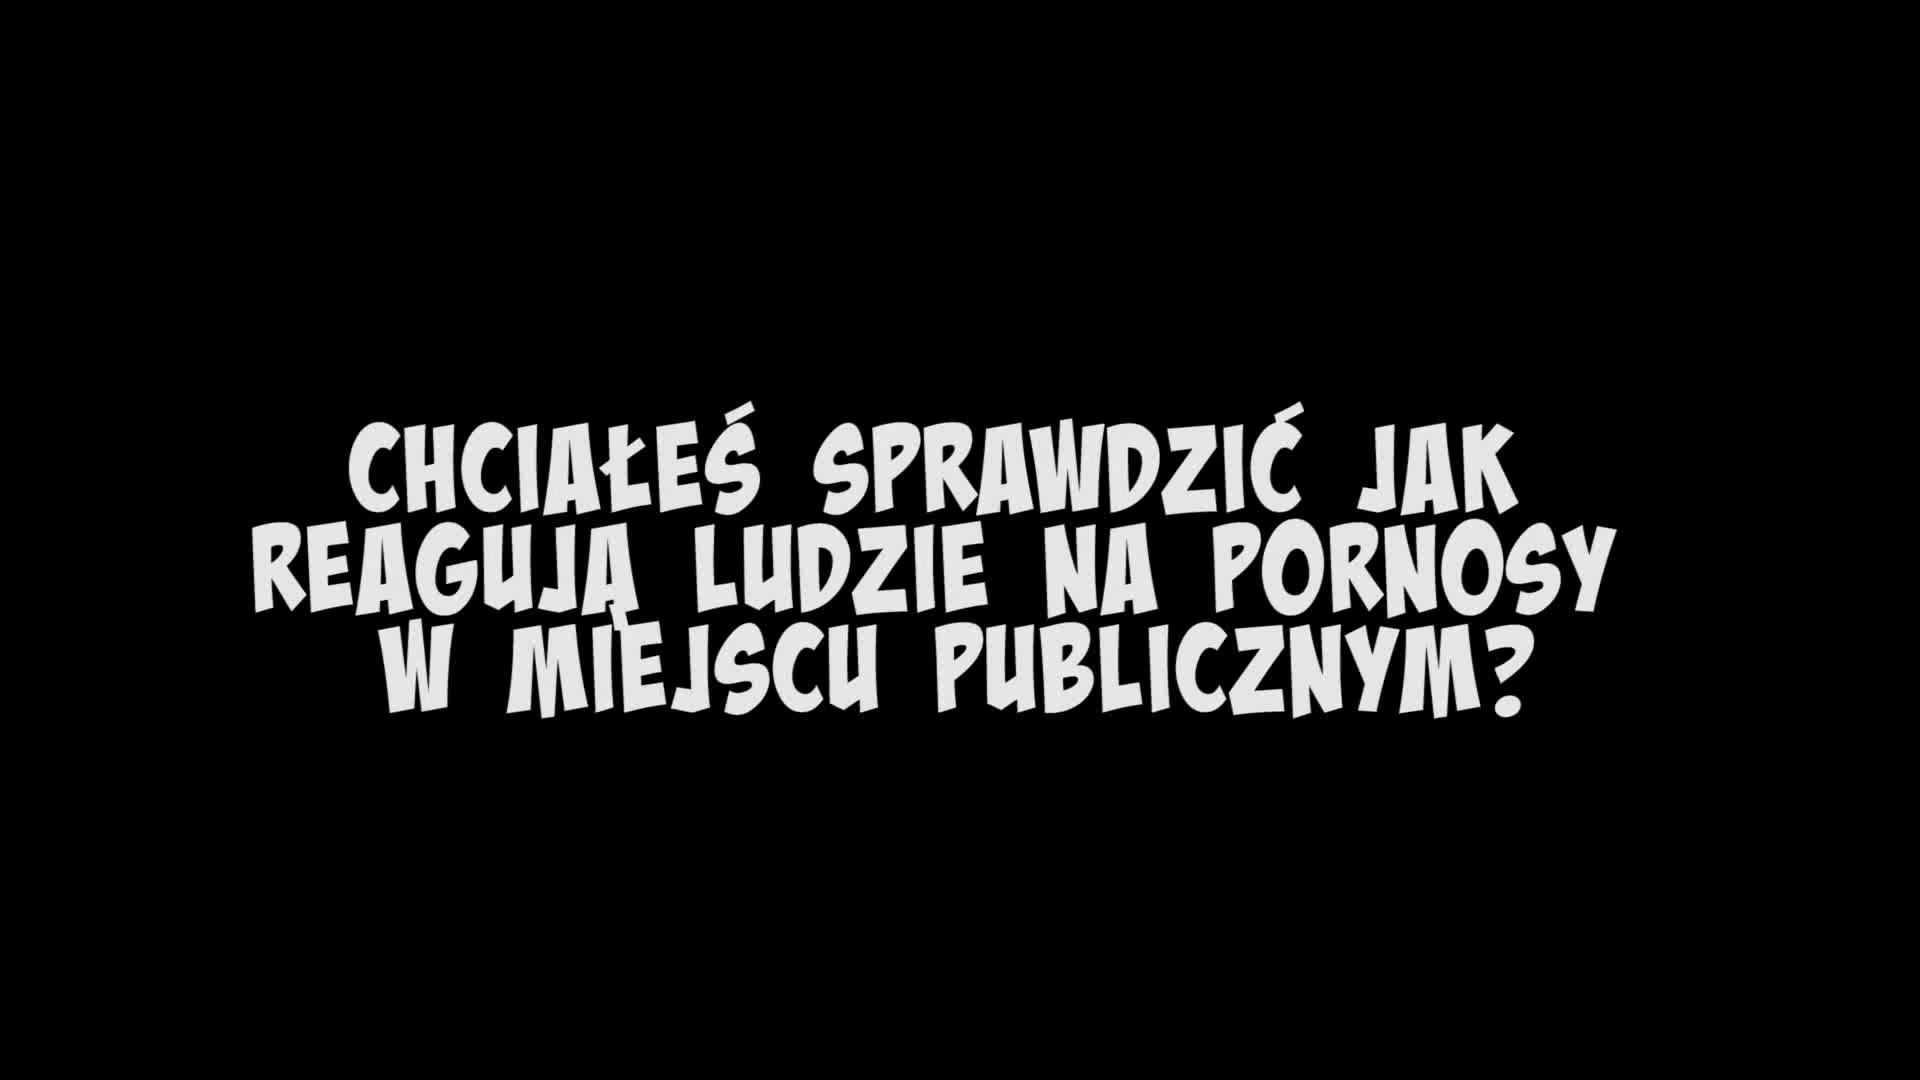 CHCIAŁEŚ SPRAWDZIĆ JAK
REAGUJĄ LUDZIE NA PORNOSY
W MIEJSCU PUBLICZNYM?